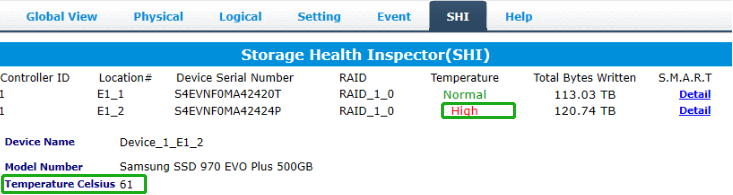 Global View Physical Logical Setting Event SHI Help
Storage Health Inspector(SHI)
Controller ID Location# Device Serial Number RAID Temperature Total Bytes Written S.M.A.R.T
1 E1_1 S4EVNF0MA42420T RAID_1_0 Normal 113.03 TB Detail
1 E1_2 S4EVNF0MA42424P RAID_1_0 High 120.74 TB Detail
Device Name Device_1_E1_2
Model Number Samsung SSD 970 EVO Plus 500GB
Temperature Celsius 61